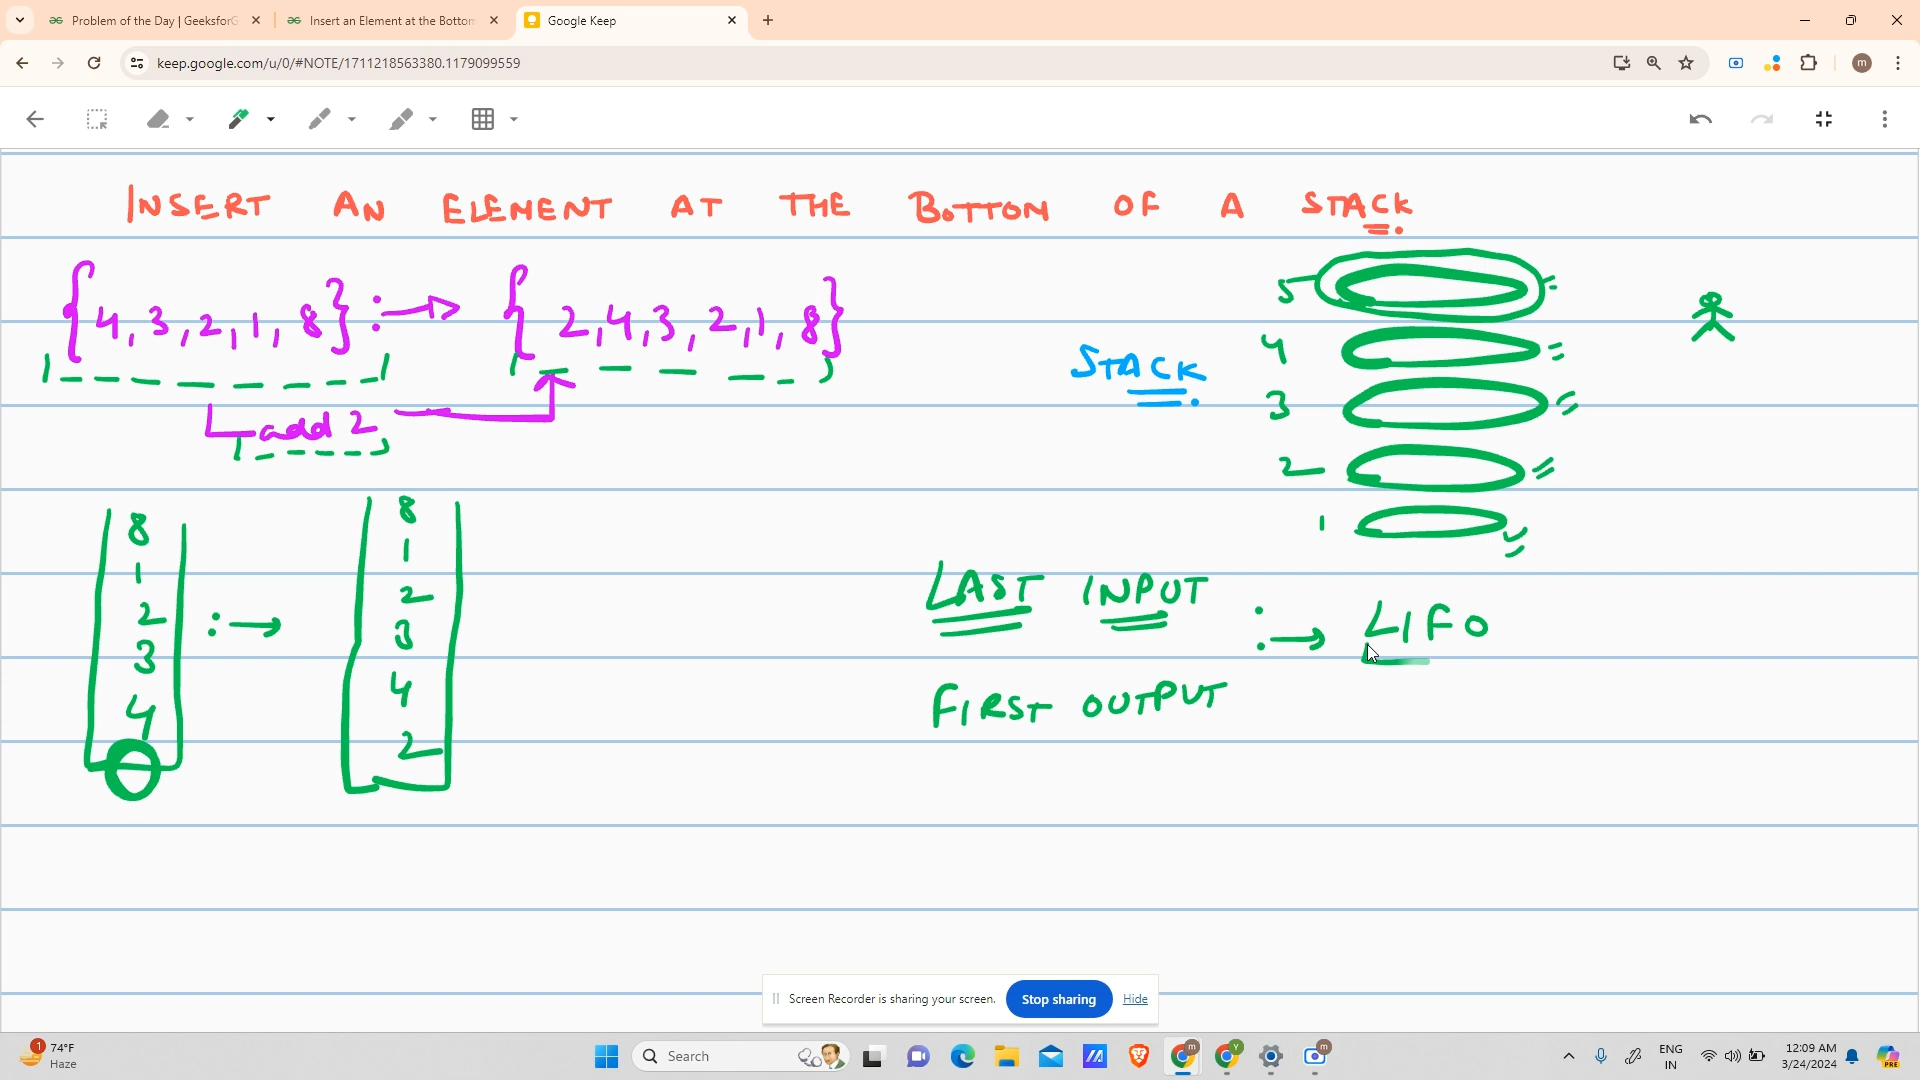 Problem of the Day | GeeksforG
Insert an Element at the Bottom
Google Keep
keep.google.com/u/0/#NOTE/1711218563380.1179099559
m
INSERT AN ELEMENT AT THE BOTTOM OF A STACK
{4, 3, 2, 1, 8} :→ {2, 4, 3, 2, 1, 8}
add 2
STACK
5
4
3
2
1
8
1
2
3
4
:→
8
1
2
3
4
2
LAST INPUT
:→ LIFO
FIRST OUTPUT
Screen Recorder is sharing your screen. Stop sharing Hide
1
74°F
Haze
Search
m
Y
m
ENG
IN
12:09 AM
3/24/2024
PRE